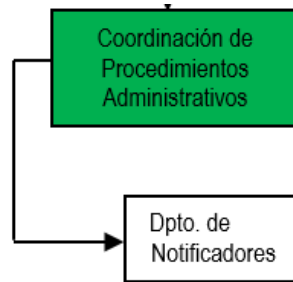 Coordinación de
Procedimientos
Administrativos
Dpto. de
Notificadores